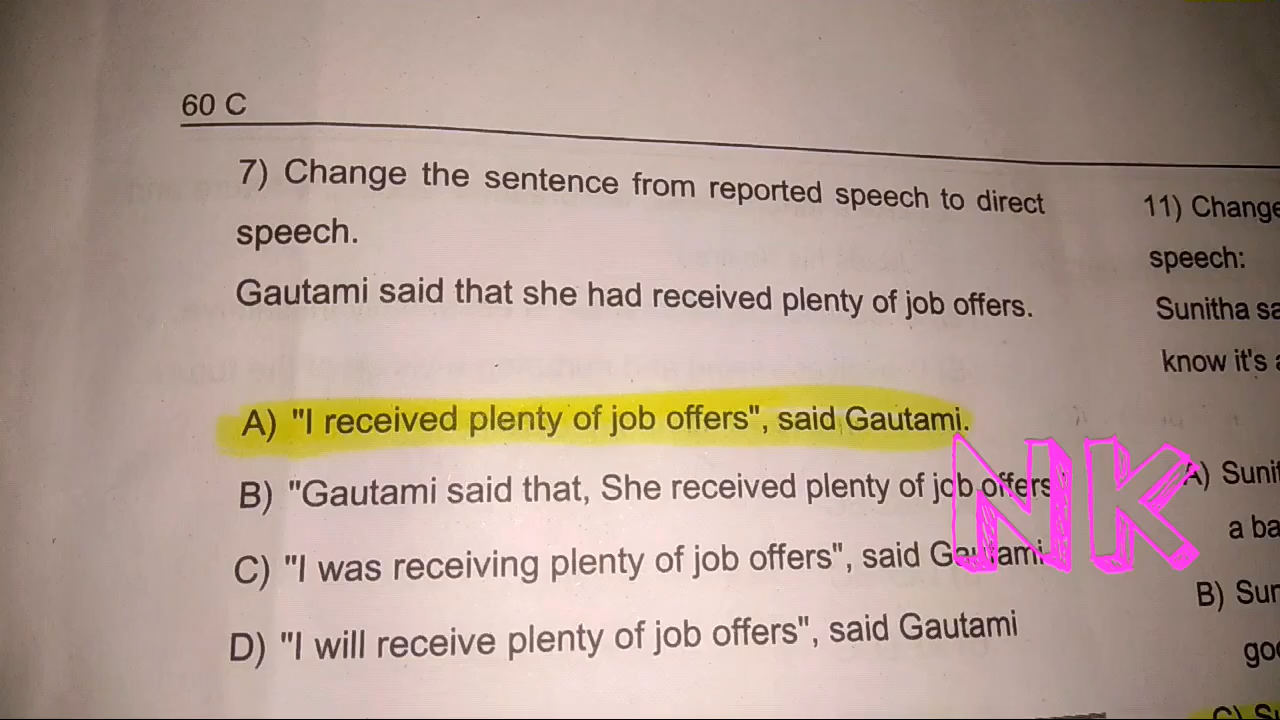 60 C
7) Change the sentence from reported speech to direct
speech.
Gautami said that she had received plenty of job offers.
A) "I received plenty of job offers", said Gautami.
B) "Gautami said that, She received plenty of job offers
C) "I was receiving plenty of job offers", said Gautami
D) "I will receive plenty of job offers", said Gautami
NK
11) Change
speech:
Sunitha sa
know it's a
A) Sunit
a ba
B) Sun
goo